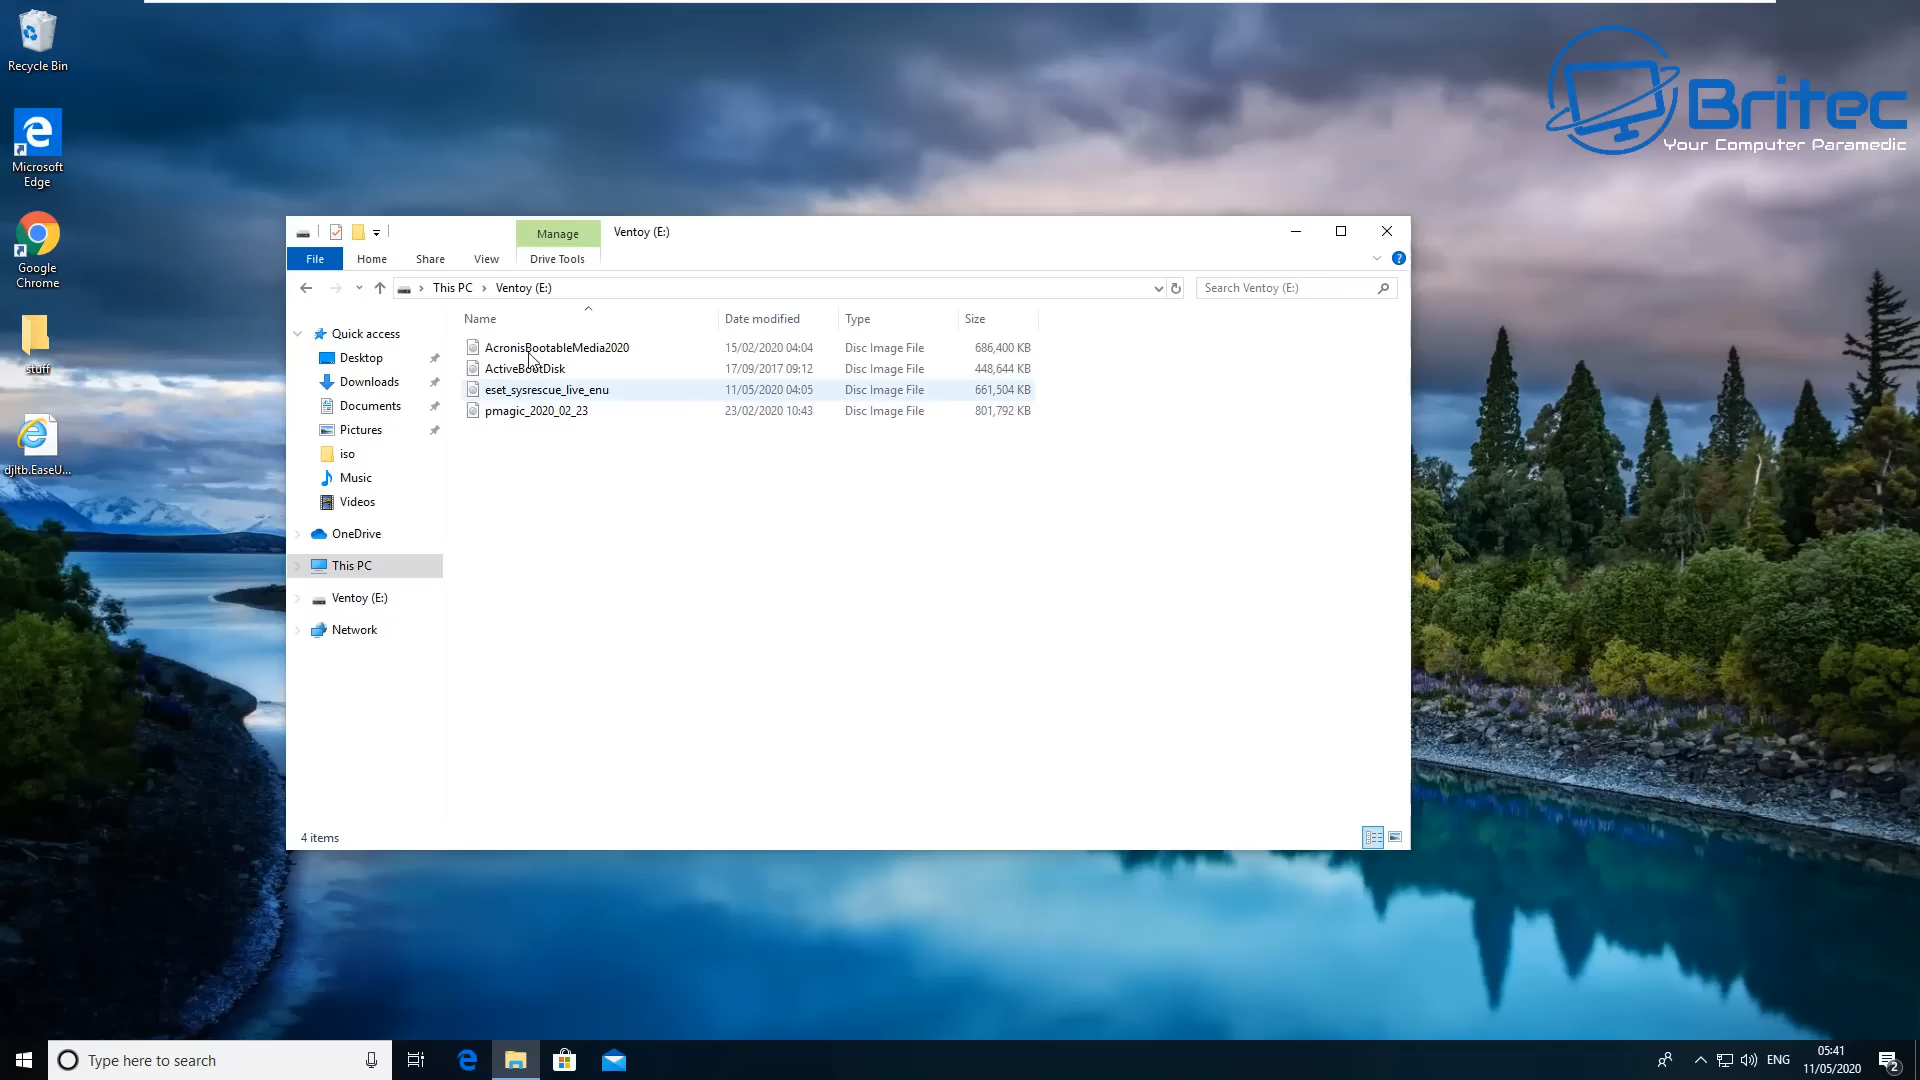 Recycle Bin
Microsoft
Edge
Google
Chrome
stuff
djltb.EaseU...
Britec
Your Computer Paramedic
Manage
Ventoy (E:)
File
Home
Share
View
Drive Tools
This PC
Ventoy (E:)
Search Ventoy (E:)
Name
Date modified
Type
Size
Quick access
Desktop
Downloads
Documents
Pictures
iso
Music
Videos
OneDrive
This PC
Ventoy (E:)
Network
AcronisBootableMedia2020 15/02/2020 04:04 Disc Image File 686,400 KB
ActiveBootDisk 17/09/2017 09:12 Disc Image File 448,644 KB
eset_sysrescue_live_enu 11/05/2020 04:05 Disc Image File 661,504 KB
pmagic_2020_02_23 23/02/2020 10:43 Disc Image File 801,792 KB
4 items
Type here to search
ENG
05:41
11/05/2020
2